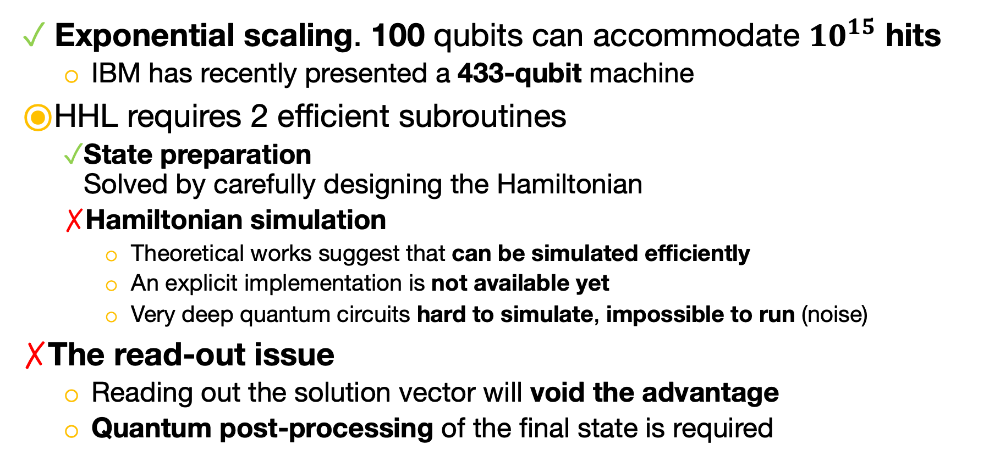 ✓ Exponential scaling. 100 qubits can accommodate 10¹⁵ hits
○ IBM has recently presented a 433-qubit machine
HHL requires 2 efficient subroutines
✓State preparation
Solved by carefully designing the Hamiltonian
✗Hamiltonian simulation
○ Theoretical works suggest that can be simulated efficiently
○ An explicit implementation is not available yet
○ Very deep quantum circuits hard to simulate, impossible to run (noise)
✗The read-out issue
○ Reading out the solution vector will void the advantage
○ Quantum post-processing of the final state is required